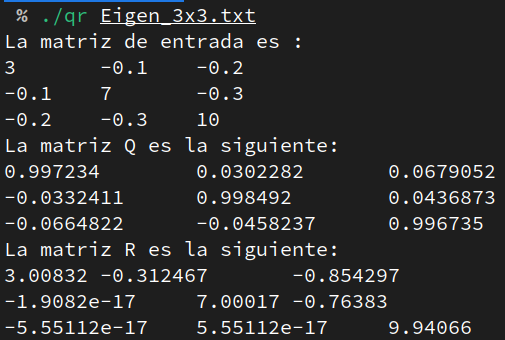 % ./qr Eigen_3x3.txt
La matriz de entrada es :
3 -0.1 -0.2
-0.1 7 -0.3
-0.2 -0.3 10
La matriz Q es la siguiente:
0.997234 0.0302282 0.0679052
-0.0332411 0.998492 0.0436873
-0.0664822 -0.0458237 0.996735
La matriz R es la siguiente:
3.00832 -0.312467 -0.854297
-1.9082e-17 7.00017 -0.76383
-5.55112e-17 5.55112e-17 9.94066